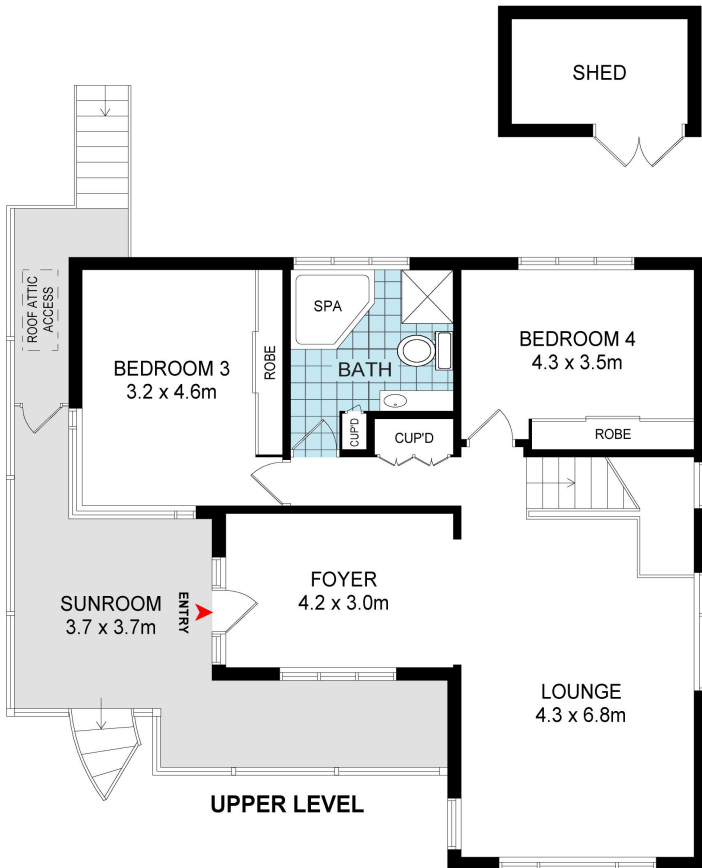 SHED
ROOF ATTIC
ACCESS
BEDROOM 3
3.2 x 4.6m
ROBE
SPA
BATH
CUP'D
CUP'D
BEDROOM 4
4.3 x 3.5m
ROBE
SUNROOM
3.7 x 3.7m
ENTRY
FOYER
4.2 x 3.0m
LOUNGE
4.3 x 6.8m
UPPER LEVEL